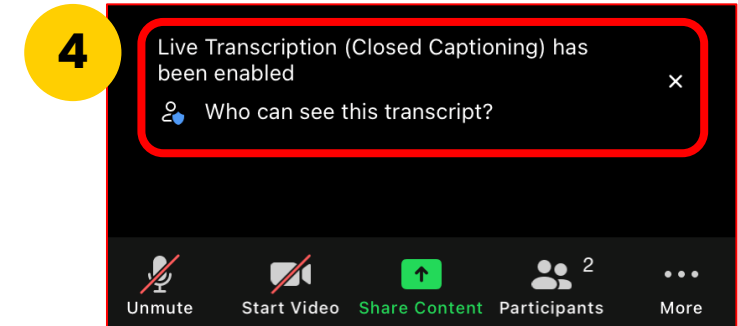 4
Live Transcription (Closed Captioning) has
been enabled
×
Who can see this transcript?
2
Unmute
Start Video
Share Content
Participants
More